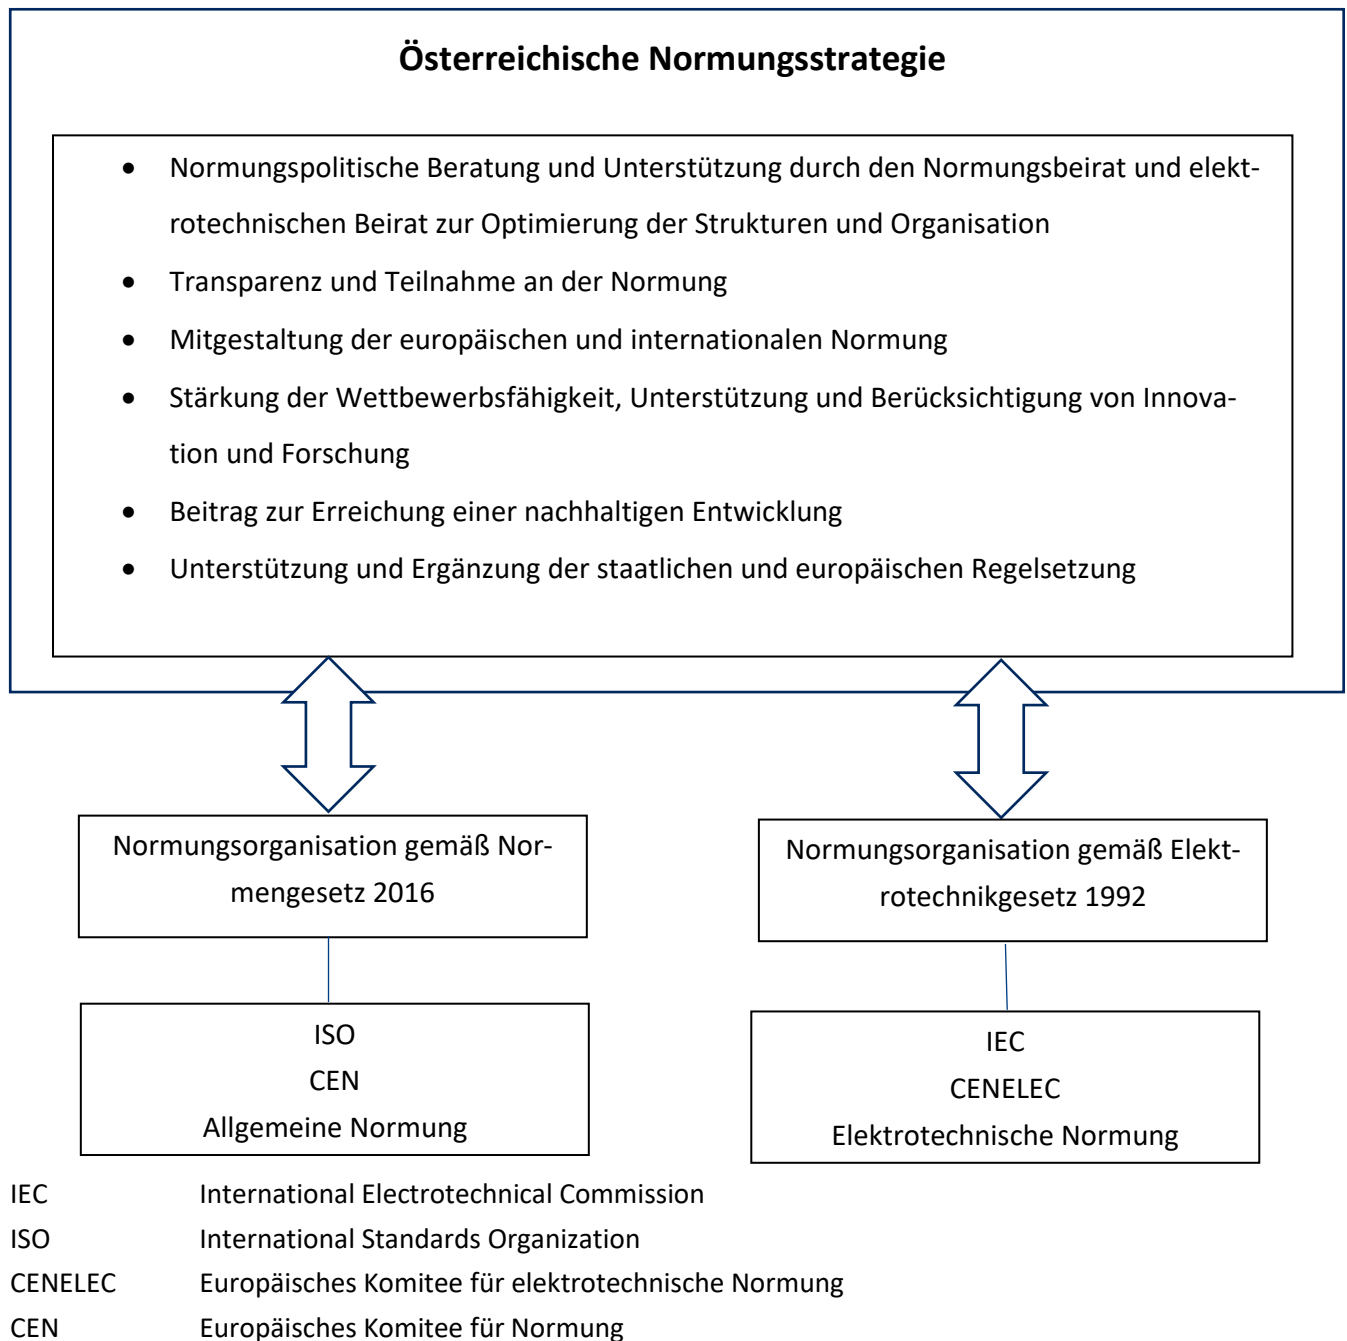 Österreichische Normungsstrategie
• Normungspolitische Beratung und Unterstützung durch den Normungsbeirat und elekt-
rotechnischen Beirat zur Optimierung der Strukturen und Organisation
• Transparenz und Teilnahme an der Normung
• Mitgestaltung der europäischen und internationalen Normung
• Stärkung der Wettbewerbsfähigkeit, Unterstützung und Berücksichtigung von Innova-
tion und Forschung
• Beitrag zur Erreichung einer nachhaltigen Entwicklung
• Unterstützung und Ergänzung der staatlichen und europäischen Regelsetzung
Normungsorganisation gemäß Nor-
mengesetz 2016
Normungsorganisation gemäß Elekt-
rotechnikgesetz 1992
ISO
CEN
Allgemeine Normung
IEC
CENELEC
Elektrotechnische Normung
IEC International Electrotechnical Commission
ISO International Standards Organization
CENELEC Europäisches Komitee für elektrotechnische Normung
CEN Europäisches Komitee für Normung